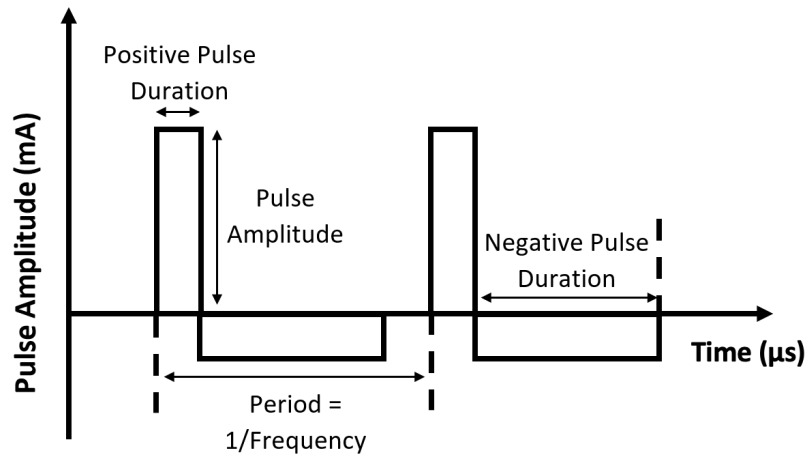 Positive Pulse
Duration
Pulse Amplitude (mA)
Pulse
Amplitude
Negative Pulse
Duration
Time (µs)
Period =
1/Frequency